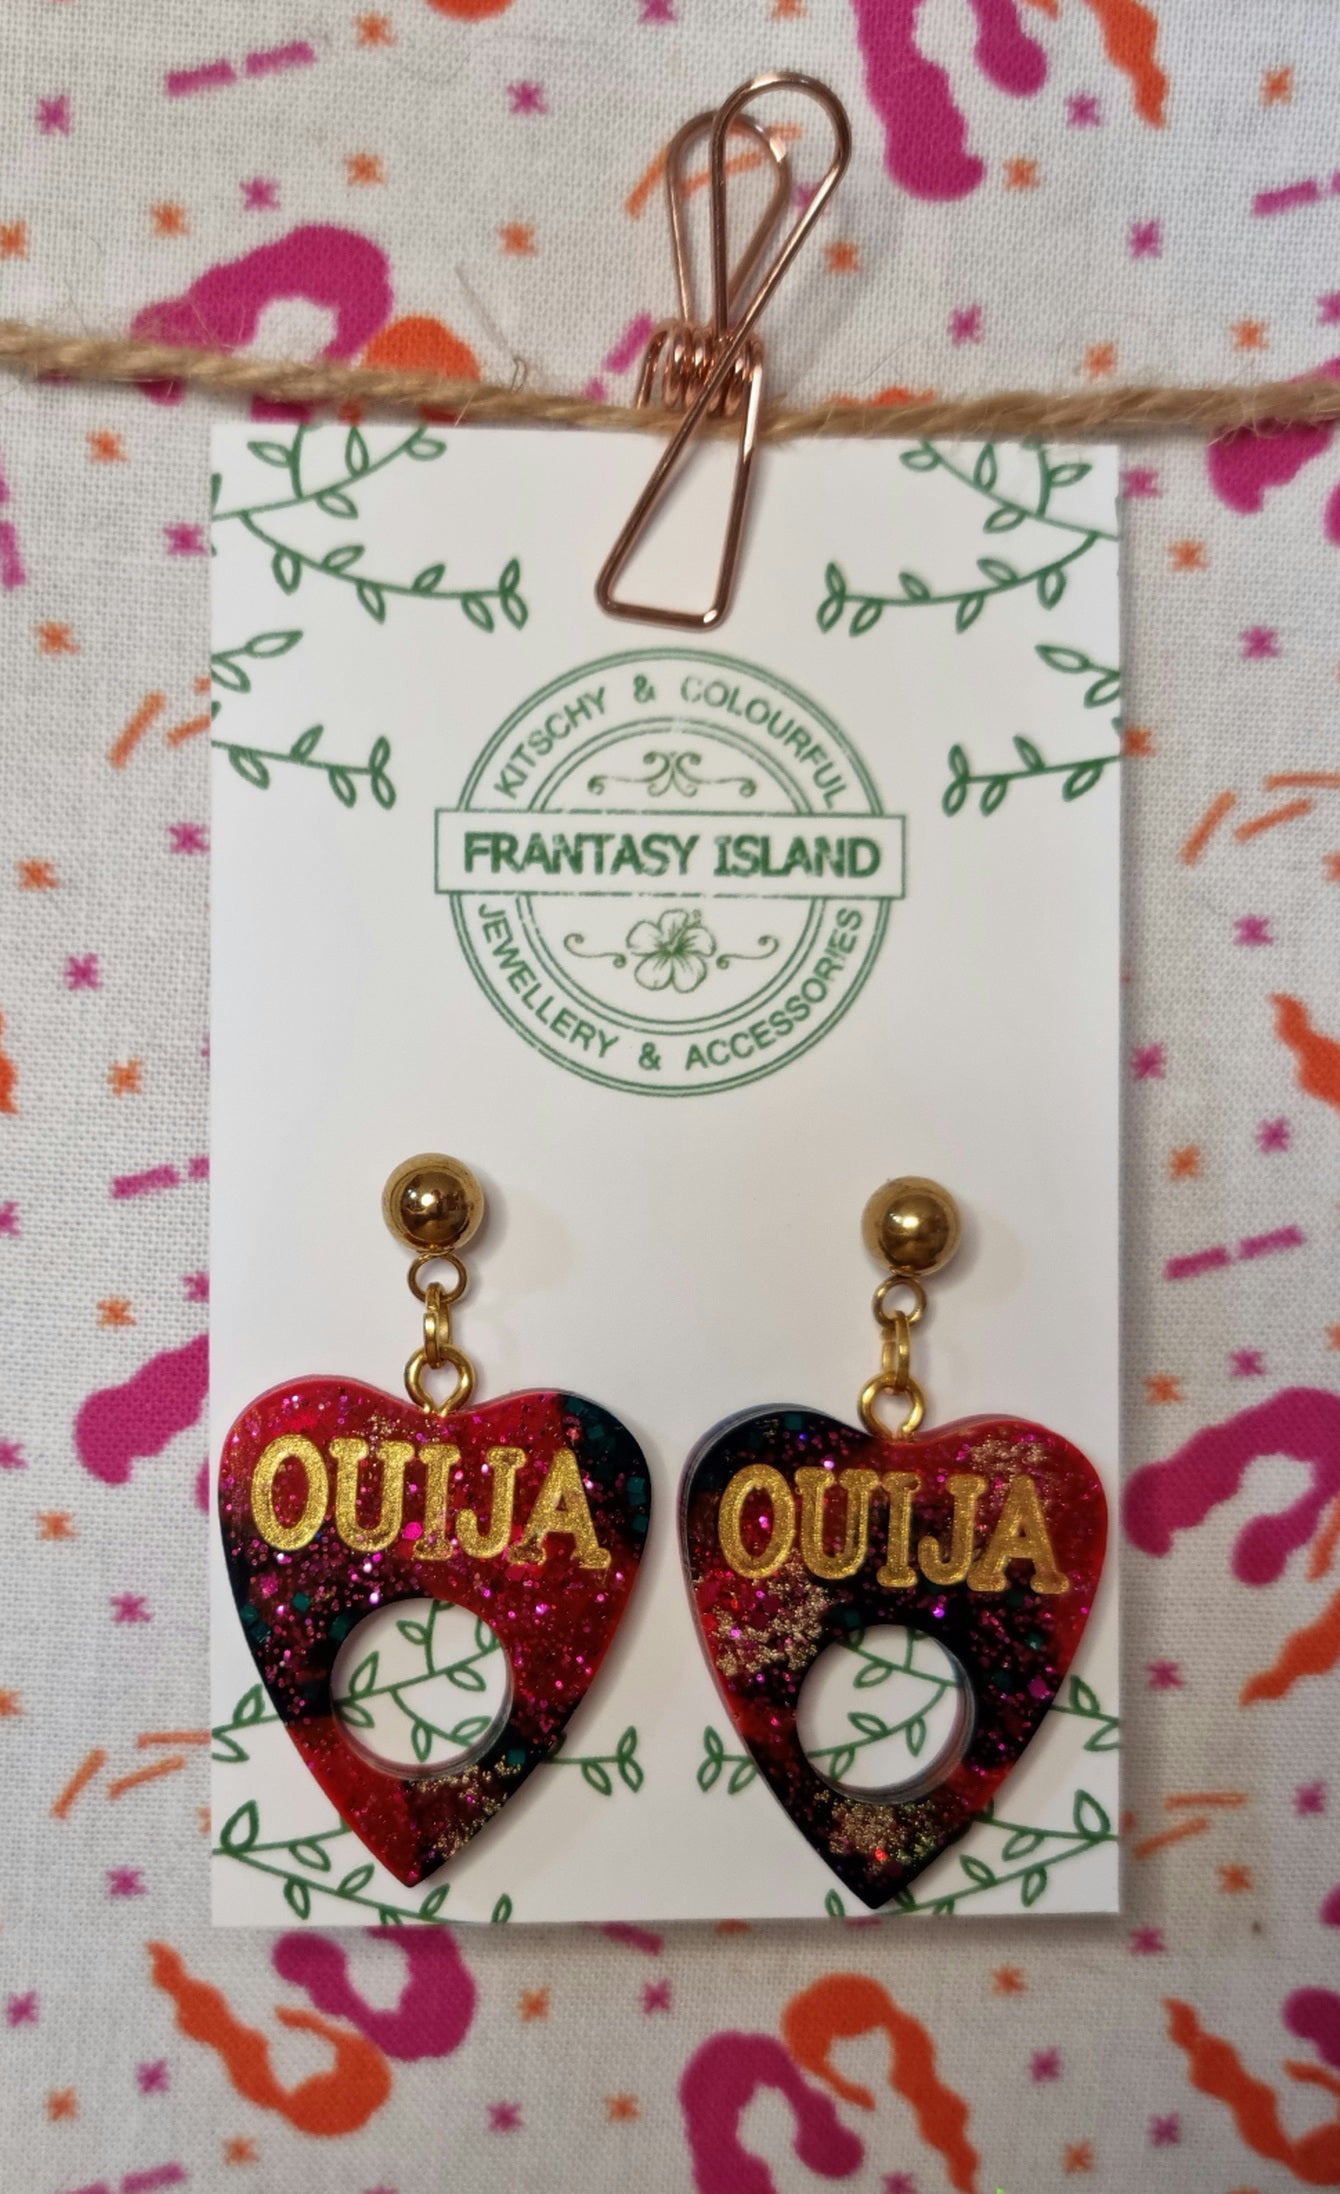 KITSCHY & COLOURFUL
FRANTASY ISLAND
JEWELLERY & ACCESSORIES
OUIJA
OUIJA